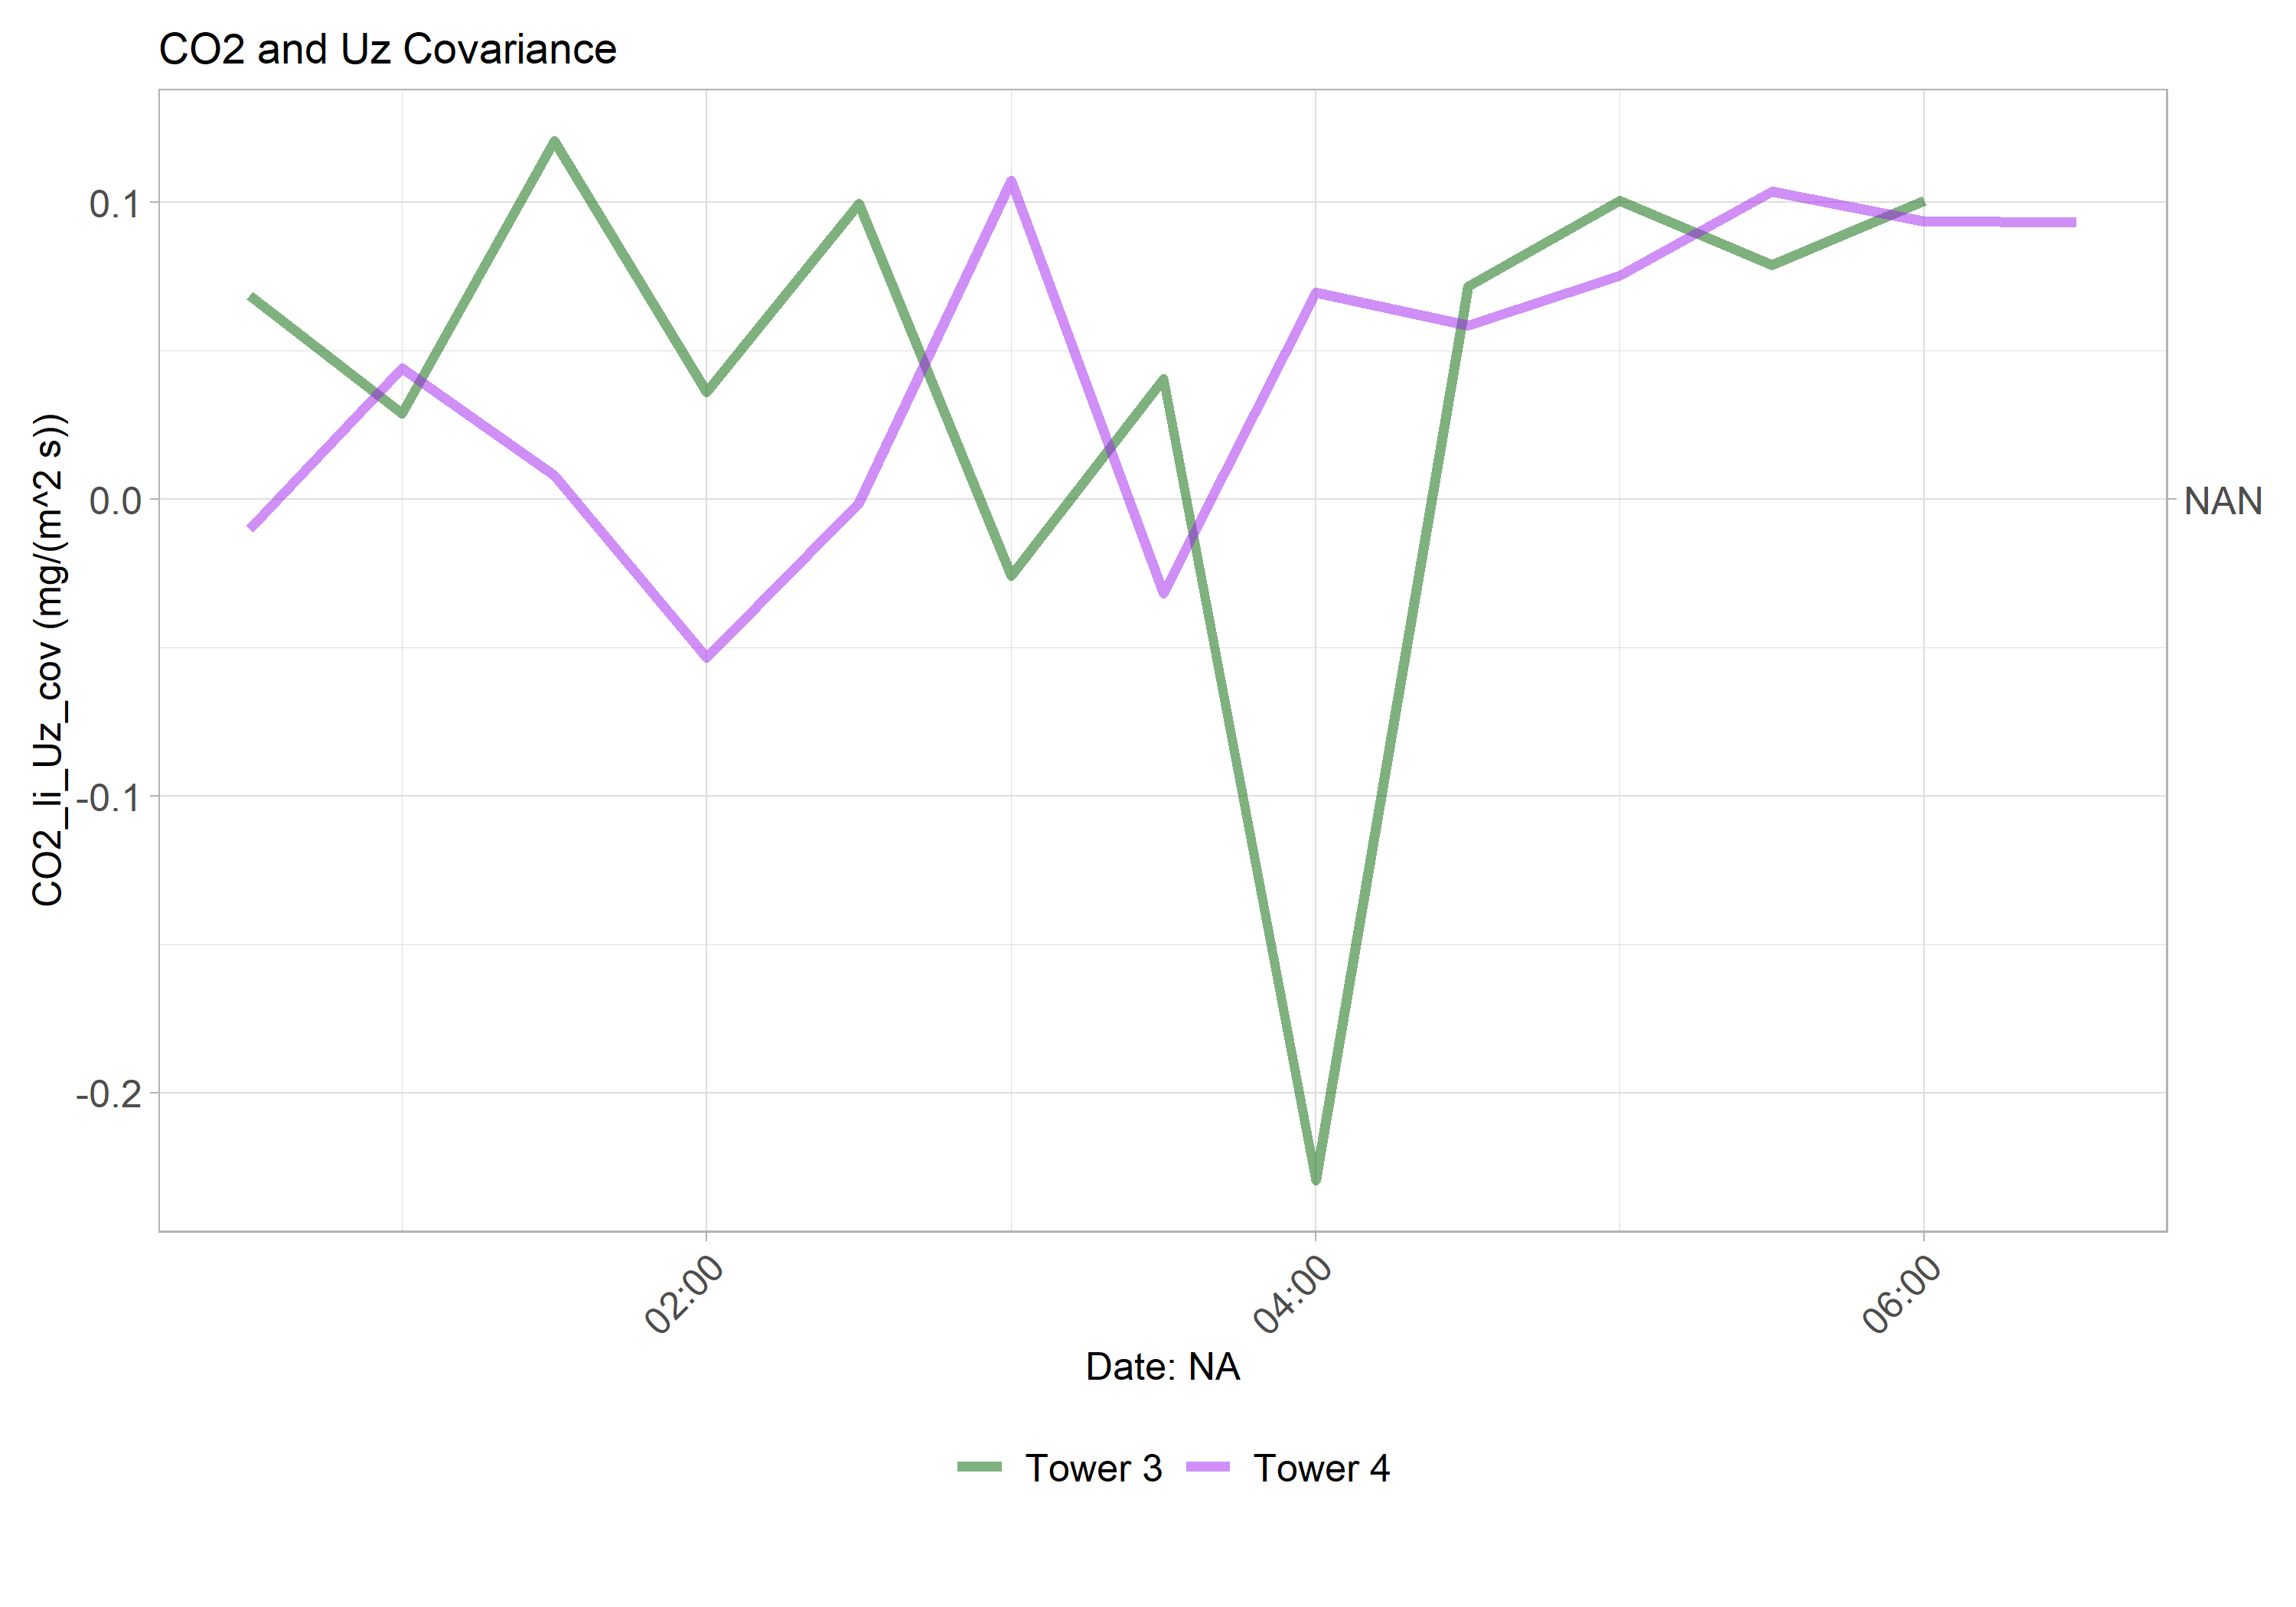 CO2 and Uz Covariance
CO2_li_Uz_cov (mg/(m^2 s))
0.1
0.0
-0.1
-0.2
NAN
02:00
04:00
06:00
Date: NA
Tower 3
Tower 4